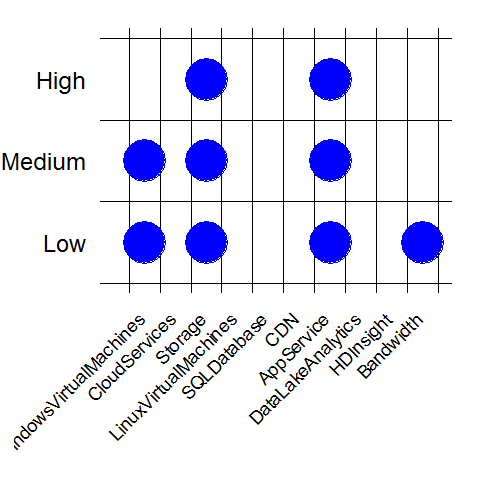 High
Medium
Low
ndowsVirtualMachines
CloudServices
Storage
LinuxVirtualMachines
SQLDatabase
CDN
AppService
DataLakeAnalytics
HDInsight
Bandwidth